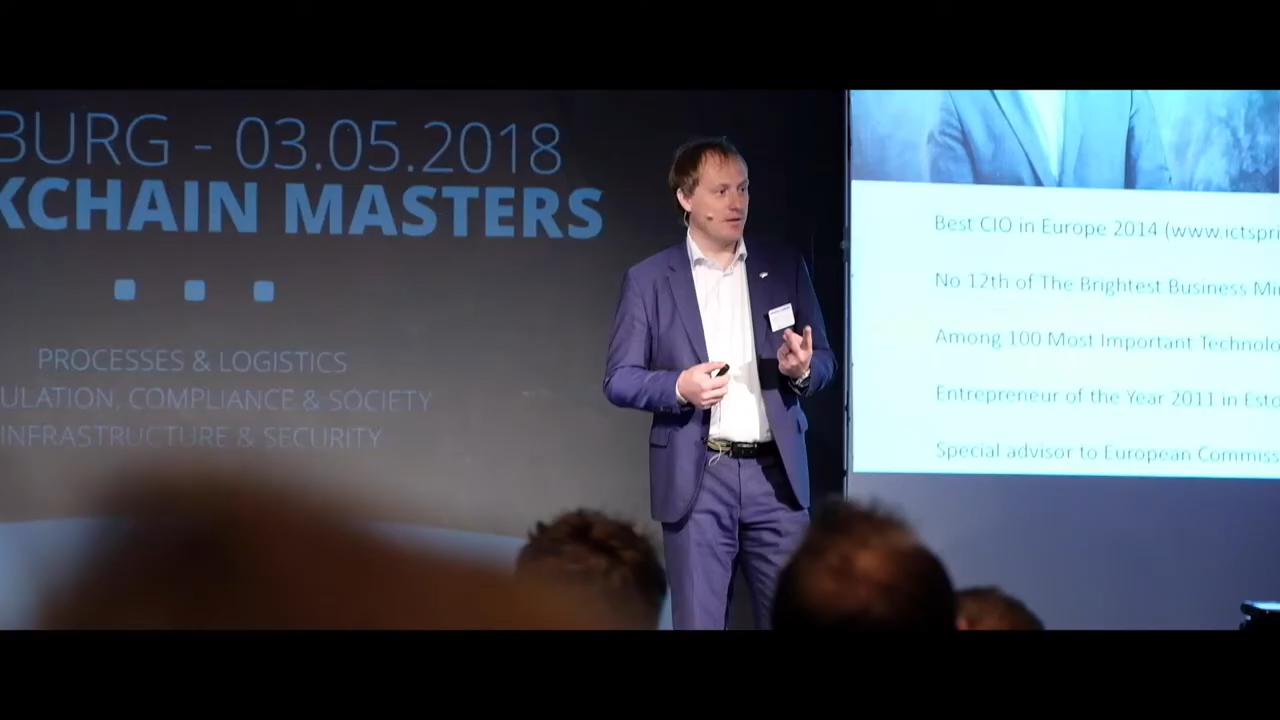 BURG - 03.05.2018
KCHAIN MASTERS
PROCESSES & LOGISTICS
ULATION, COMPLIANCE & SOCIETY
INFRASTRUCTURE & SECURITY
Best CIO in Europe 2014 (www.ictspri
No 12th of The Brightest Business Mi
Among 100 Most Important Technolo
Entrepreneur of the Year 2011 in Esto
Special advisor to European Commiss